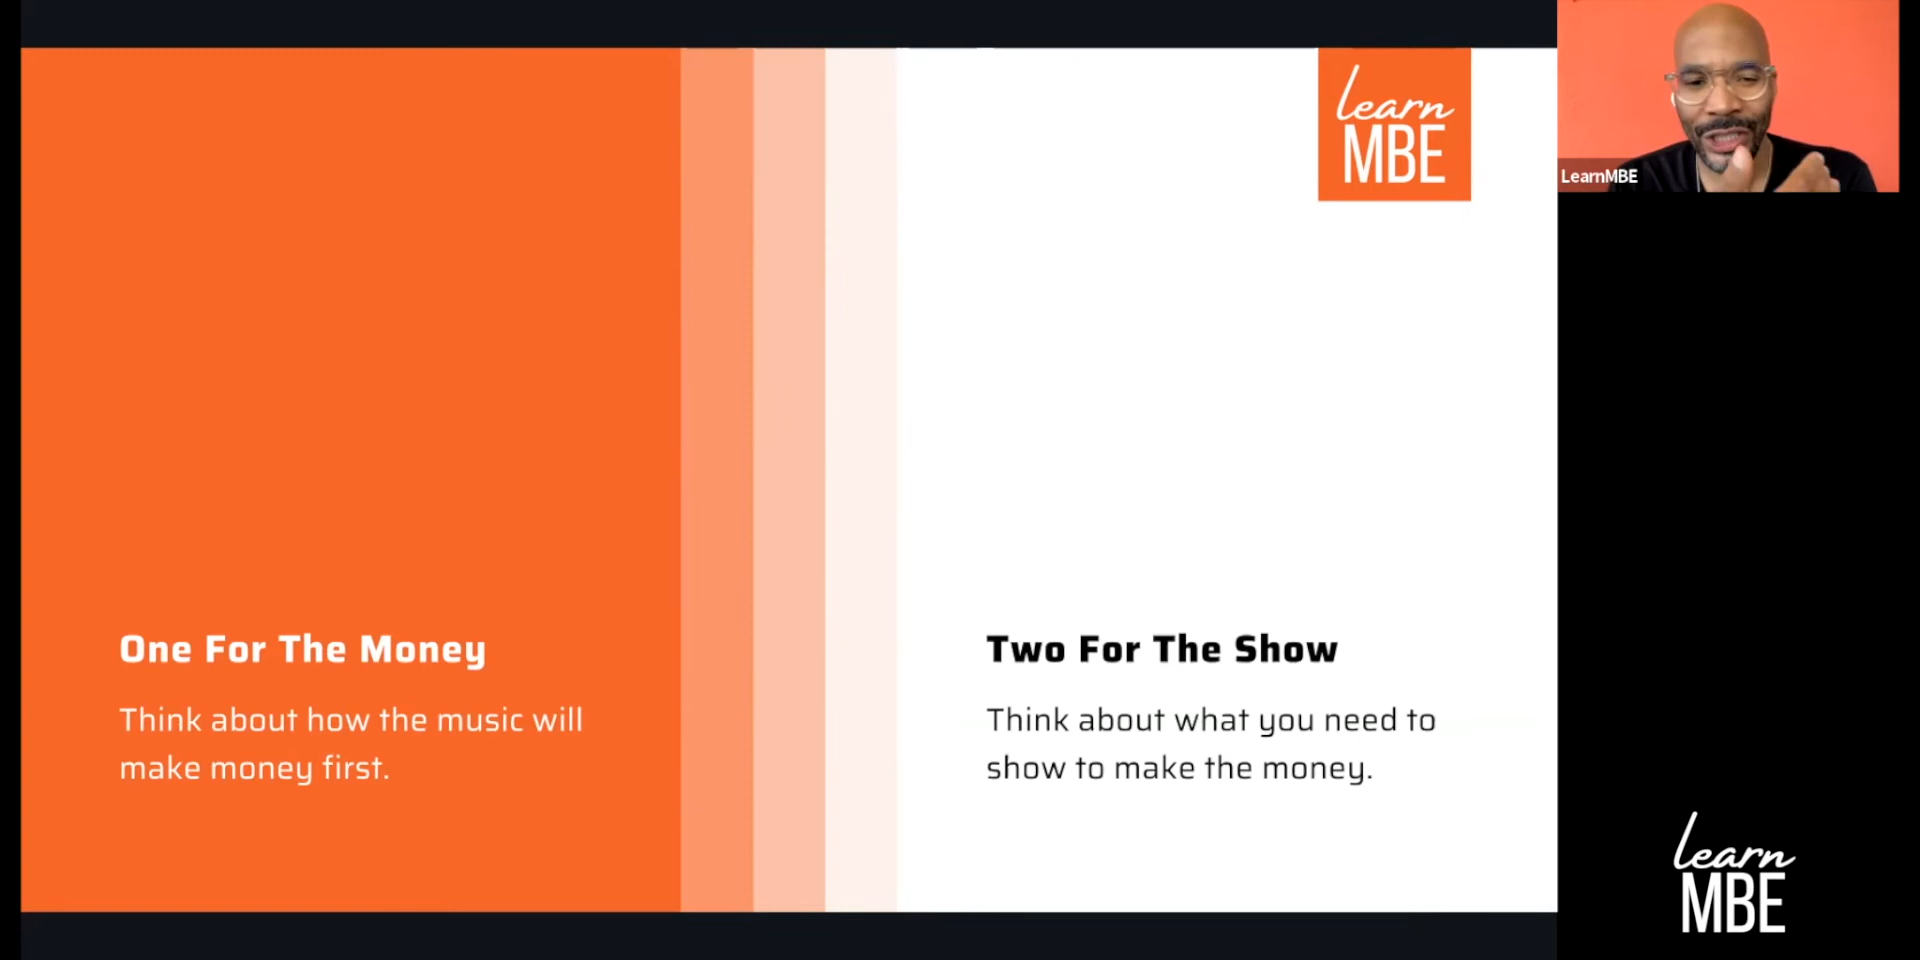 learn
MBE
LearnMBE
One For The Money
Think about how the music will
make money first.
Two For The Show
Think about what you need to
show to make the money.
learn
MBE